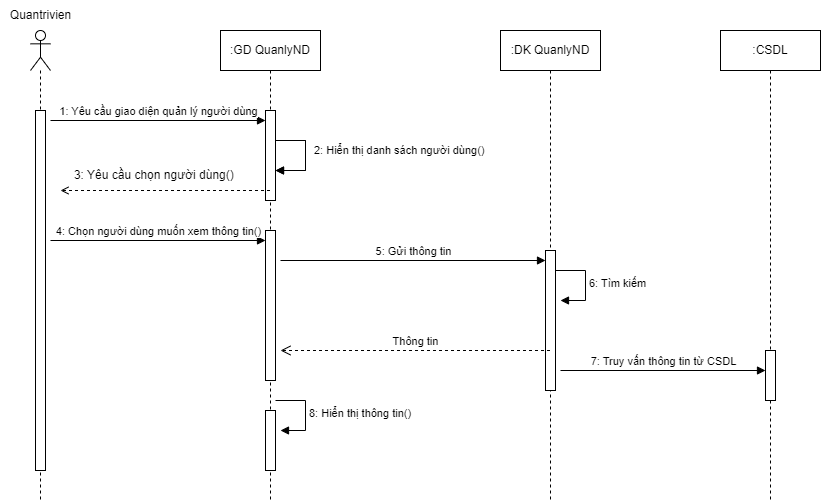 Quantrivien
:GD QuanlyND
:DK QuanlyND
:CSDL
1: Yêu cầu giao diện quản lý người dùng
2: Hiển thị danh sách người dùng()
3: Yêu cầu chọn người dùng()
4: Chọn người dùng muốn xem thông tin()
5: Gửi thông tin
6: Tìm kiếm
Thông tin
7: Truy vấn thông tin từ CSDL
8: Hiển thị thông tin()